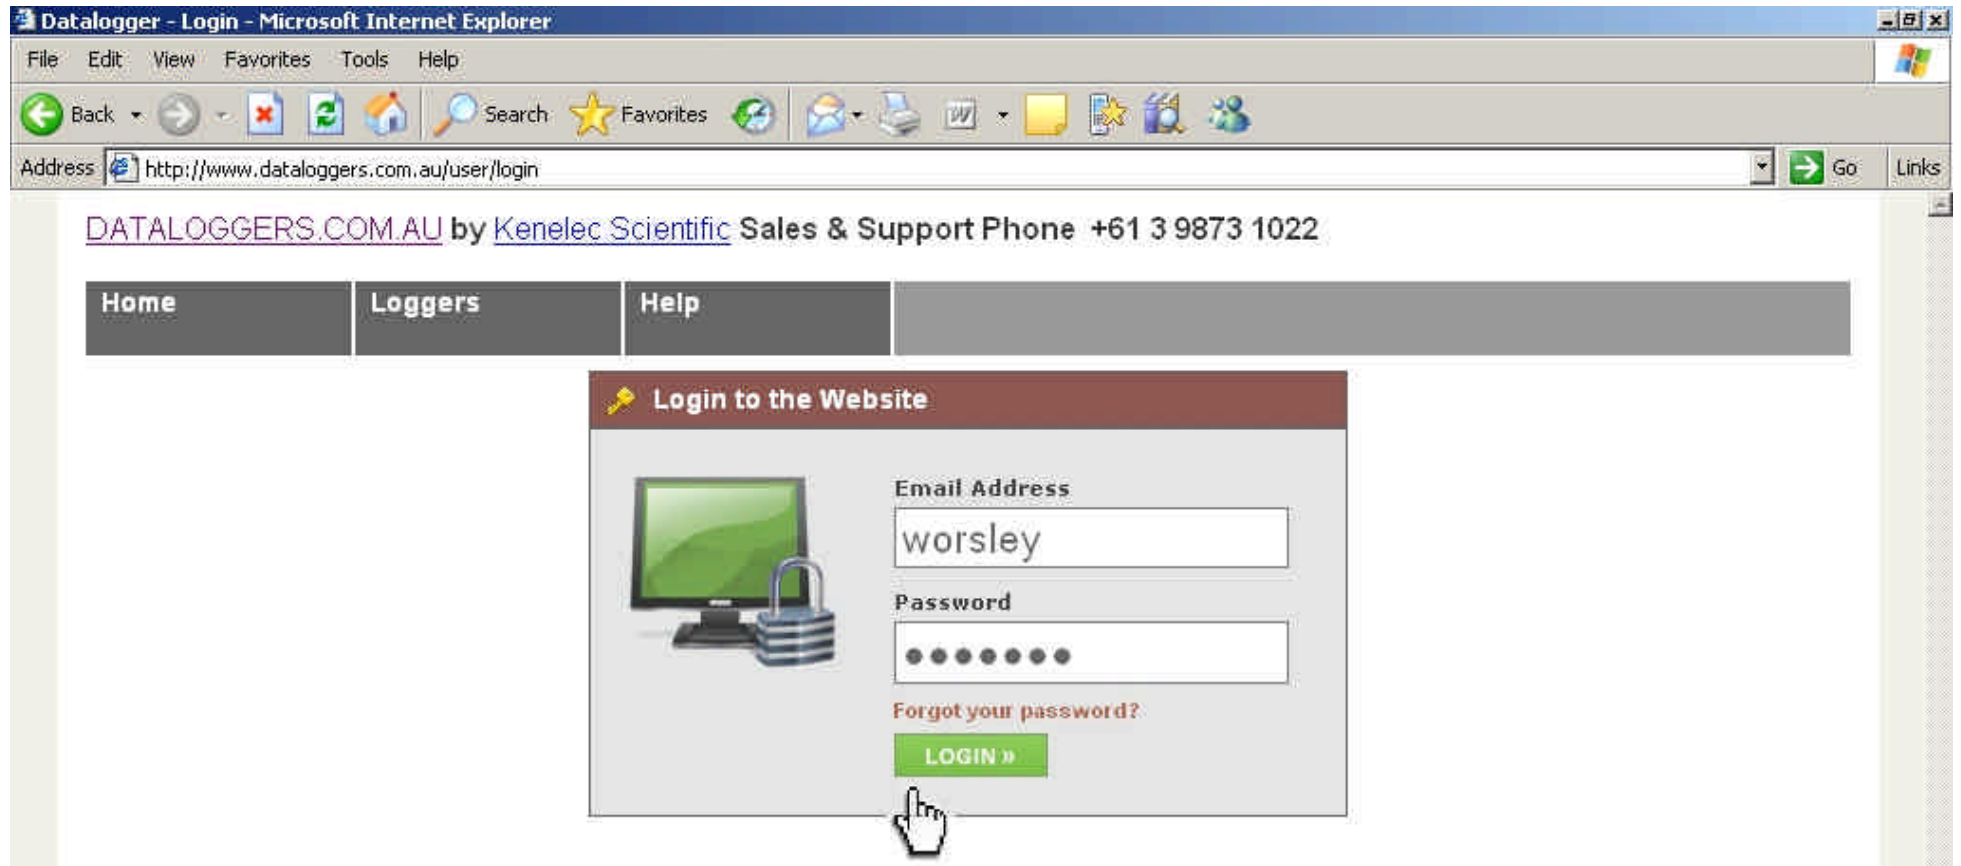 Datalogger - Login - Microsoft Internet Explorer
File Edit View Favorites Tools Help
Back Search Favorites
Address http://www.dataloggers.com.au/user/login Go Links
DATALOGGERS.COM.AU by Kenelec Scientific Sales & Support Phone +61 3 9873 1022
Home Loggers Help
Login to the Website
Email Address
worsley
Password
●●●●●●●
Forgot your password?
LOGIN »